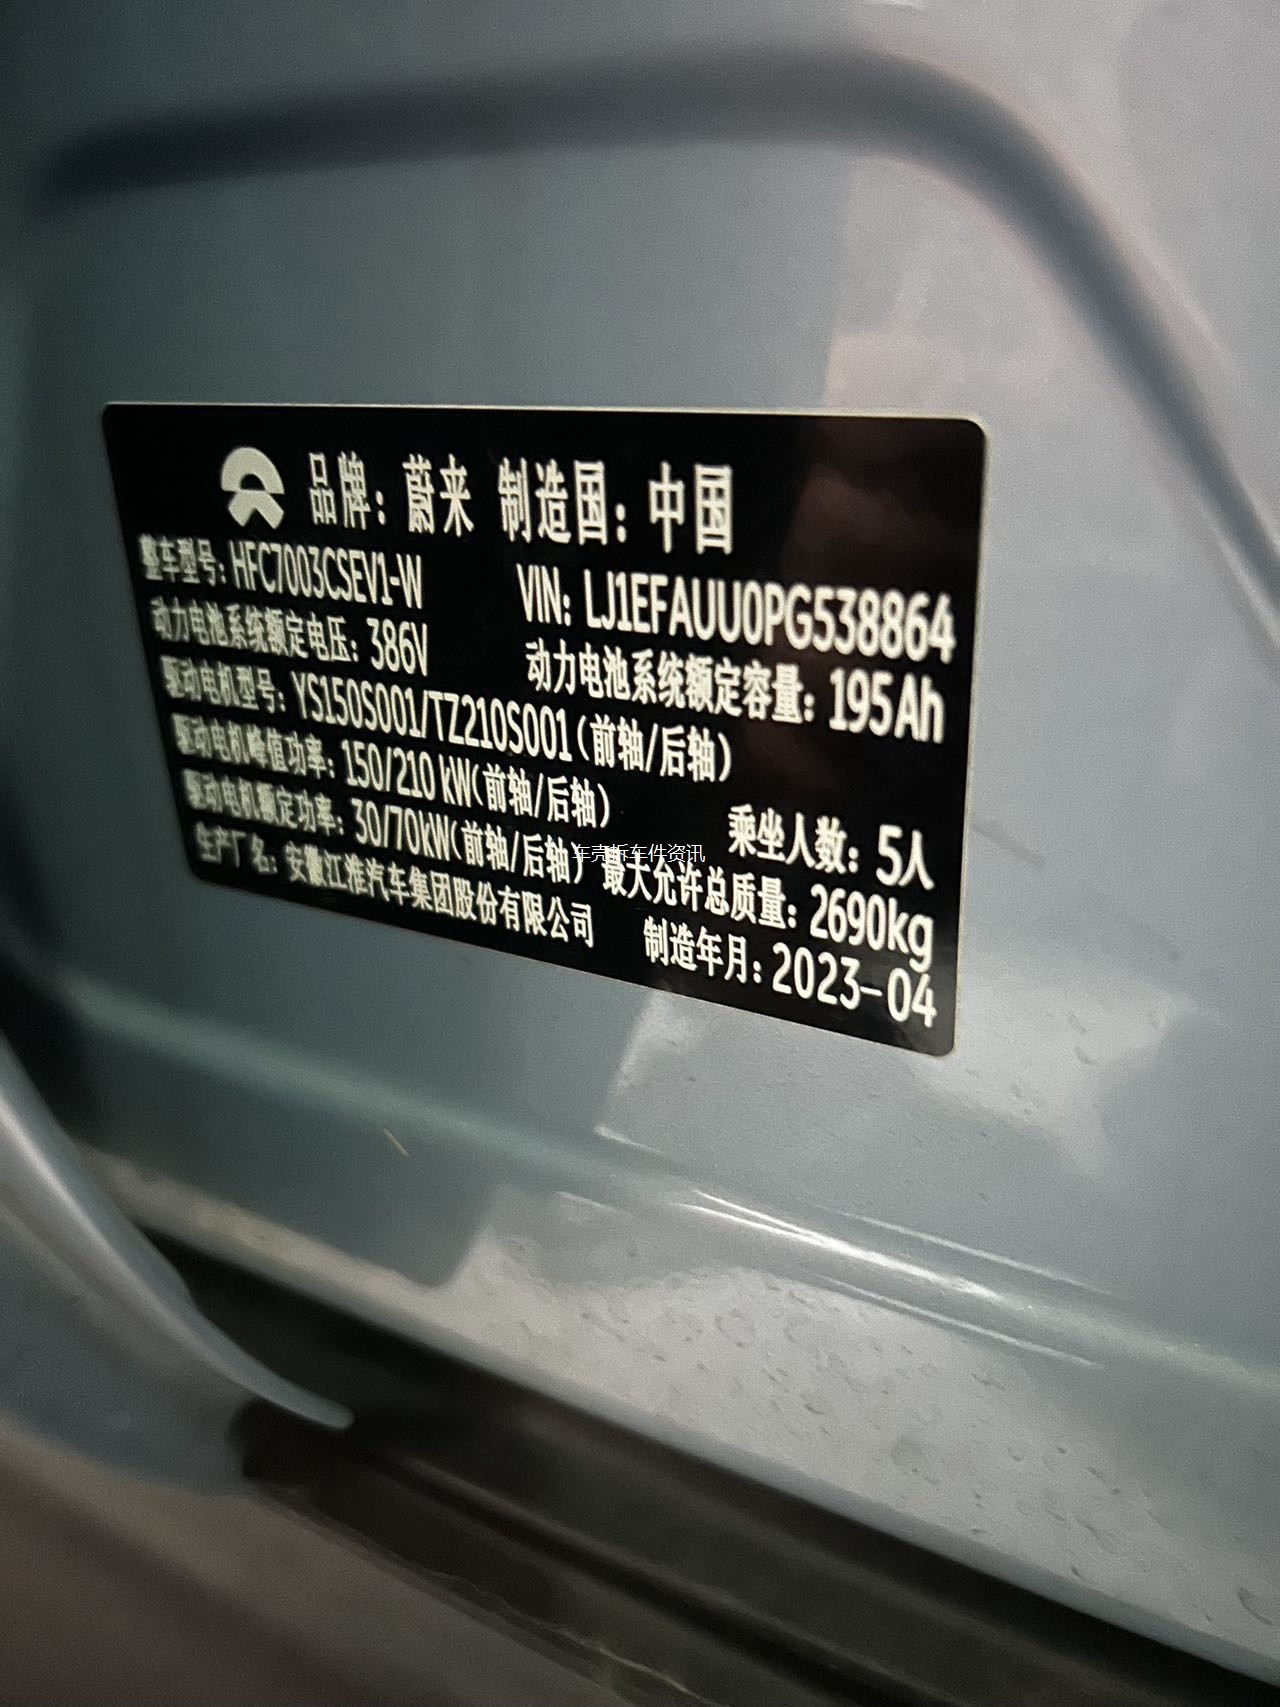 品牌：蔚来 制造国：中国
整车型号：HFC7003CSEV1-W VIN：LJ1EFAUU0PG538864
动力电池系统额定电压：386V 动力电池系统额定容量：195Ah
驱动电机型号：YS150S001/TZ210S001（前轴/后轴）
驱动电机峰值功率：150/210 kW（前轴/后轴） 乘坐人数：5人
驱动电机额定功率：30/70kW（前轴/后轴） 最大允许总质量：2690kg
生产厂名：安徽江淮汽车集团股份有限公司 制造年月：2023-04
车壳拆车件资讯